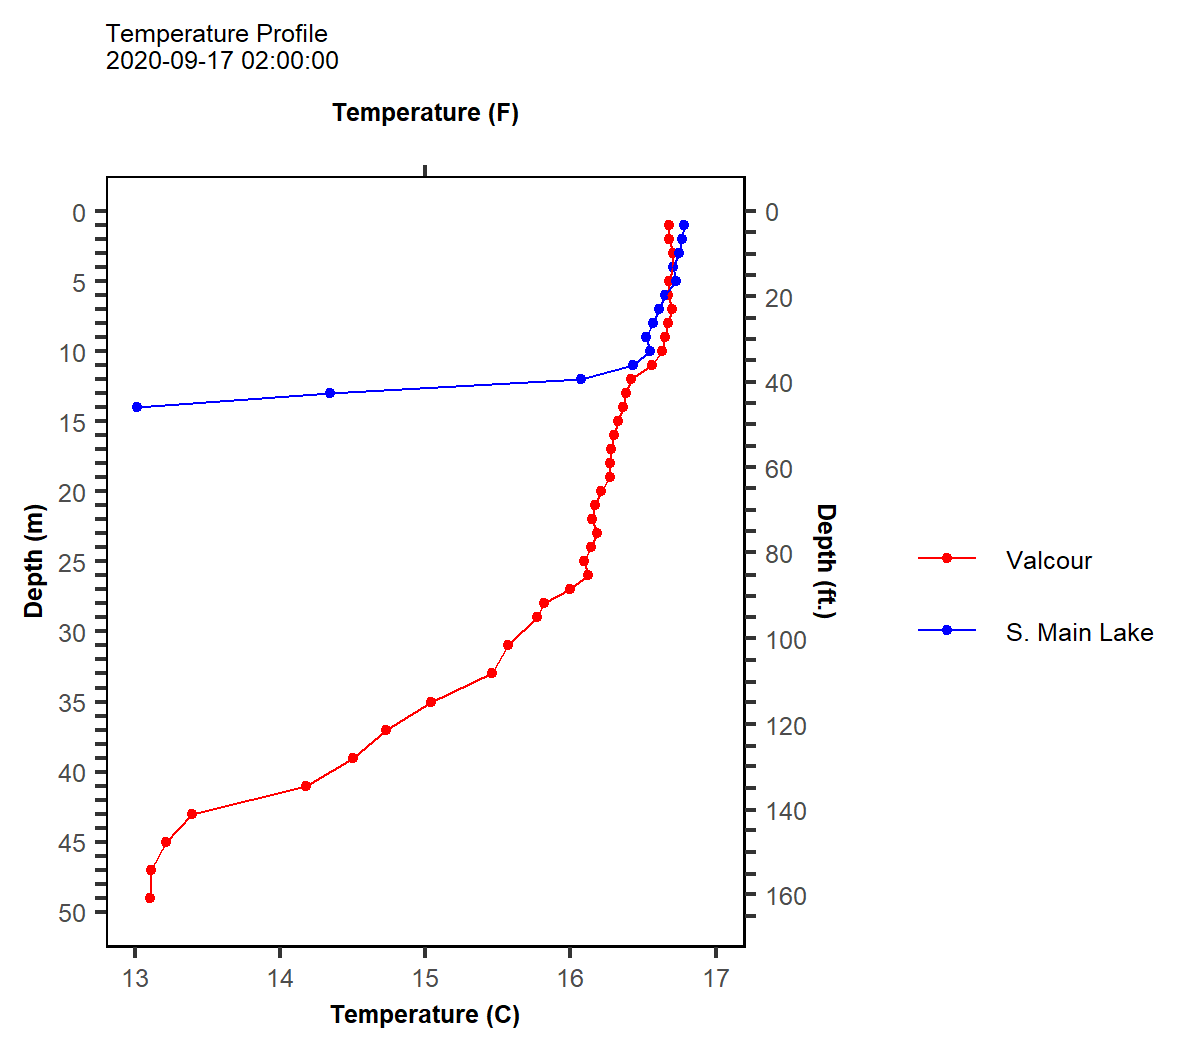 Temperature Profile
2020-09-17 02:00:00
Temperature (F)
0
5
10
15
20
25
30
35
40
45
50
Depth (m)
0
20
40
60
80
100
120
140
160
Depth (ft.)
13 14 15 16 17
Temperature (C)
Valcour
S. Main Lake